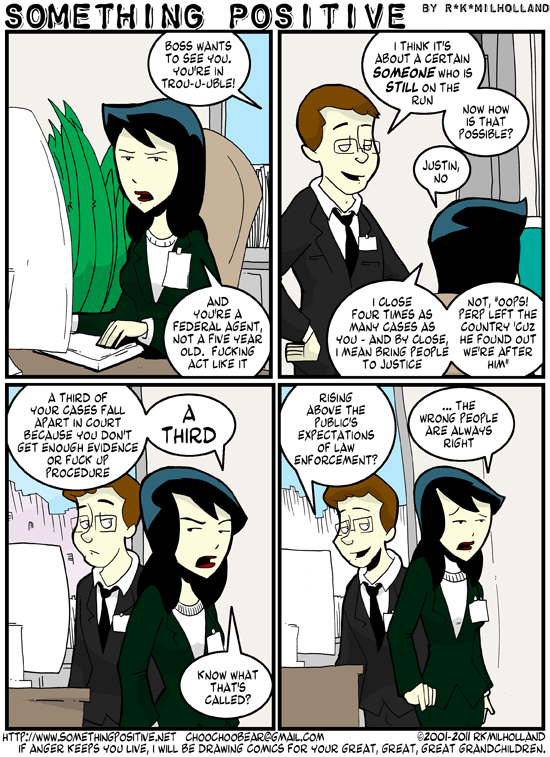 SOMETHING POSITIVE BY R*K*MILHOLLAND
BOSS WANTS
TO SEE YOU.
YOU'RE IN
TROU-U-UBLE!
AND
YOU'RE A
FEDERAL AGENT,
NOT A FIVE YEAR
OLD. FUCKING
ACT LIKE IT
I THINK IT'S
ABOUT A CERTAIN
SOMEONE WHO IS
STILL ON THE
RUN
NOW HOW
IS THAT
POSSIBLE?
JUSTIN,
NO
I CLOSE
FOUR TIMES AS
MANY CASES AS
YOU - AND BY CLOSE,
I MEAN BRING PEOPLE
TO JUSTICE
NOT, "OOPS!
PERP LEFT THE
COUNTRY 'CUZ
HE FOUND OUT
WE'RE AFTER
HIM"
A THIRD OF
YOUR CASES FALL
APART IN COURT
BECAUSE YOU DON'T
GET ENOUGH EVIDENCE
OR FUCK UP
PROCEDURE
A
THIRD
KNOW WHAT
THAT'S
CALLED?
RISING
ABOVE THE
PUBLIC'S
EXPECTATIONS
OF LAW
ENFORCEMENT?
... THE
WRONG PEOPLE
ARE ALWAYS
RIGHT
HTTP://WWW.SOMETHINGPOSITIVE.NET CHOOCHOOBEAR@GMAIL.COM ©2001-2011 RKMILHOLLAND
IF ANGER KEEPS YOU LIVE, I WILL BE DRAWING COMICS FOR YOUR GREAT, GREAT, GREAT GRANDCHILDREN.